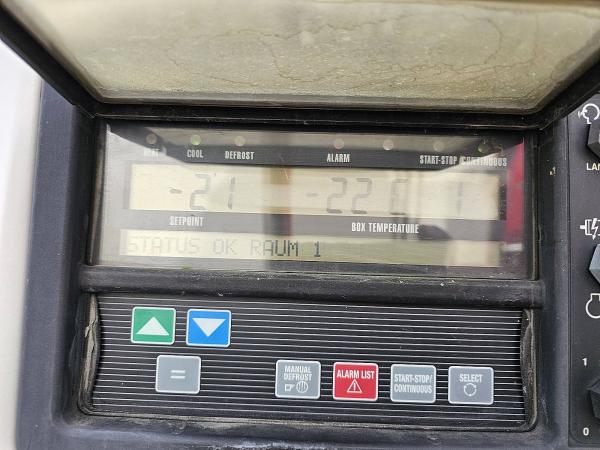 HEAT COOL DEFROST ALARM START-STOP CONTINUOUS
-21
SETPOINT BOX TEMPERATURE
STATUS OK RAUM 1
=
MANUAL DEFROST
ALARM LIST
START-STOP/ CONTINUOUS
SELECT
1
0